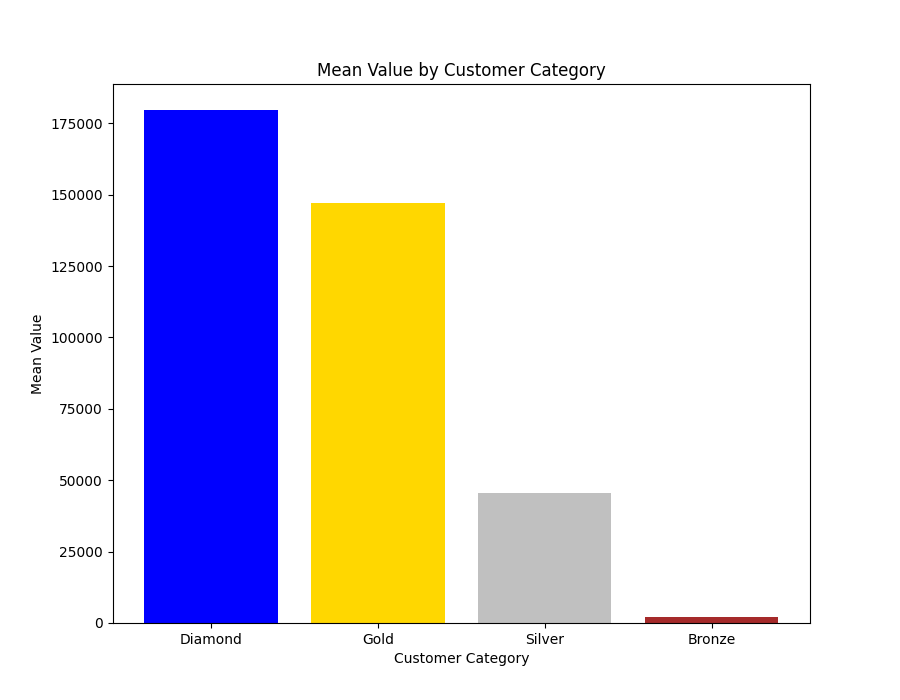 Mean Value by Customer Category
Mean Value
175000
150000
125000
100000
75000
50000
25000
0
Diamond Gold Silver Bronze
Customer Category